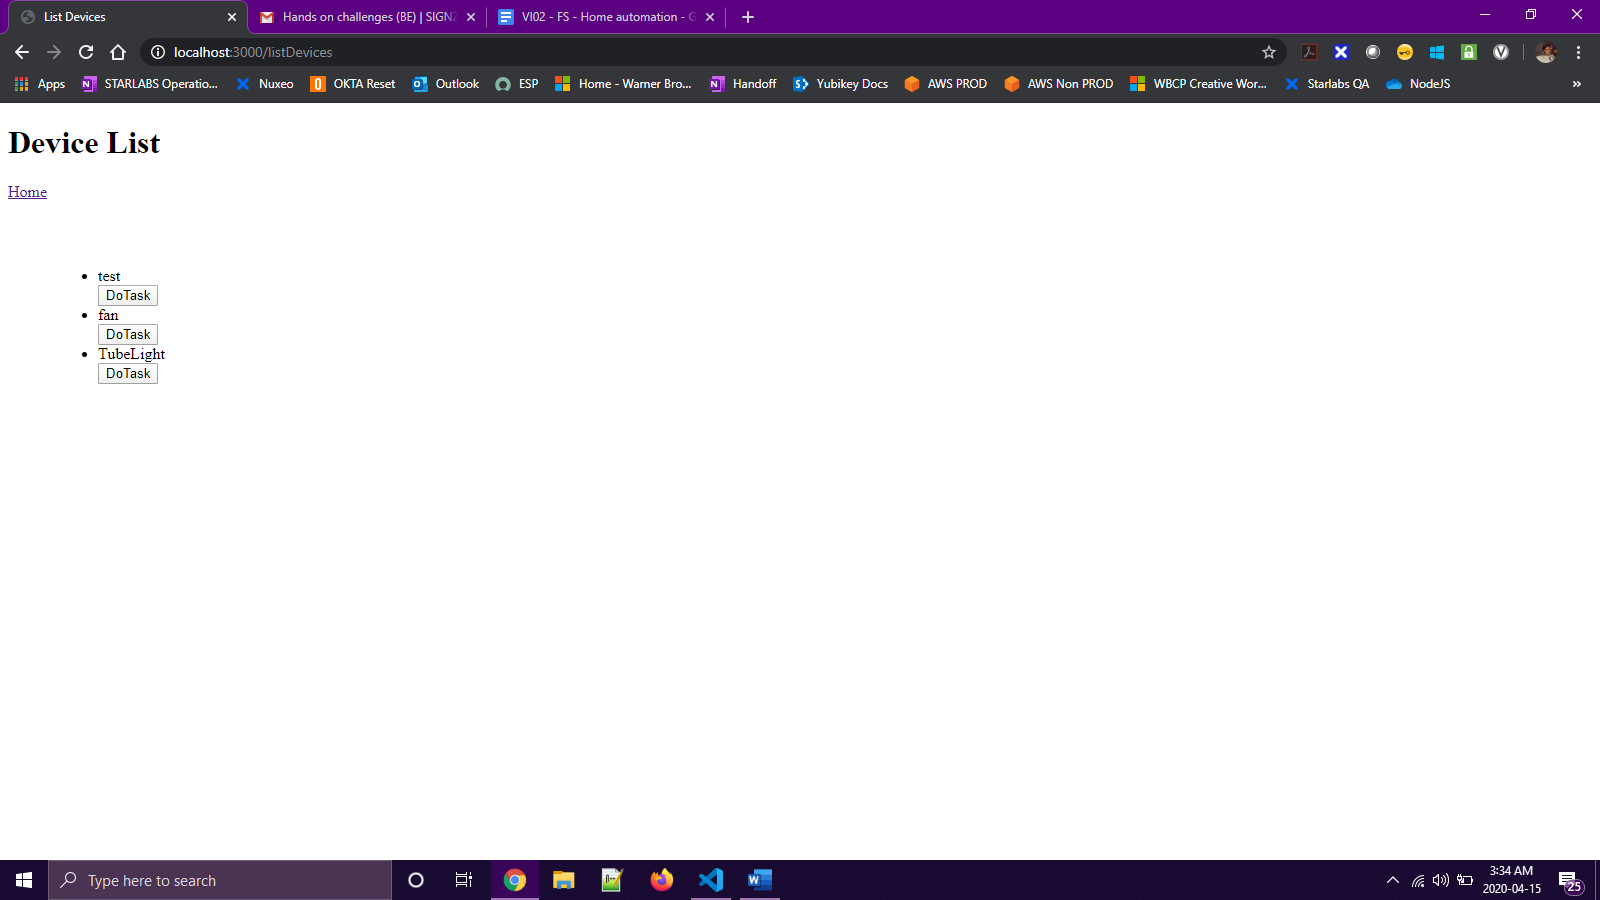 List Devices
Hands on challenges (BE) | SIGNZ
VI02 - FS - Home automation - G
localhost:3000/listDevices
Apps STARLABS Operatio... Nuxeo OKTA Reset Outlook ESP Home - Warner Bro... Handoff Yubikey Docs AWS PROD AWS Non PROD WBCP Creative Wor... Starlabs QA NodeJS »
Device List
Home
test
DoTask
fan
DoTask
TubeLight
DoTask
Type here to search
3:34 AM
2020-04-15
25